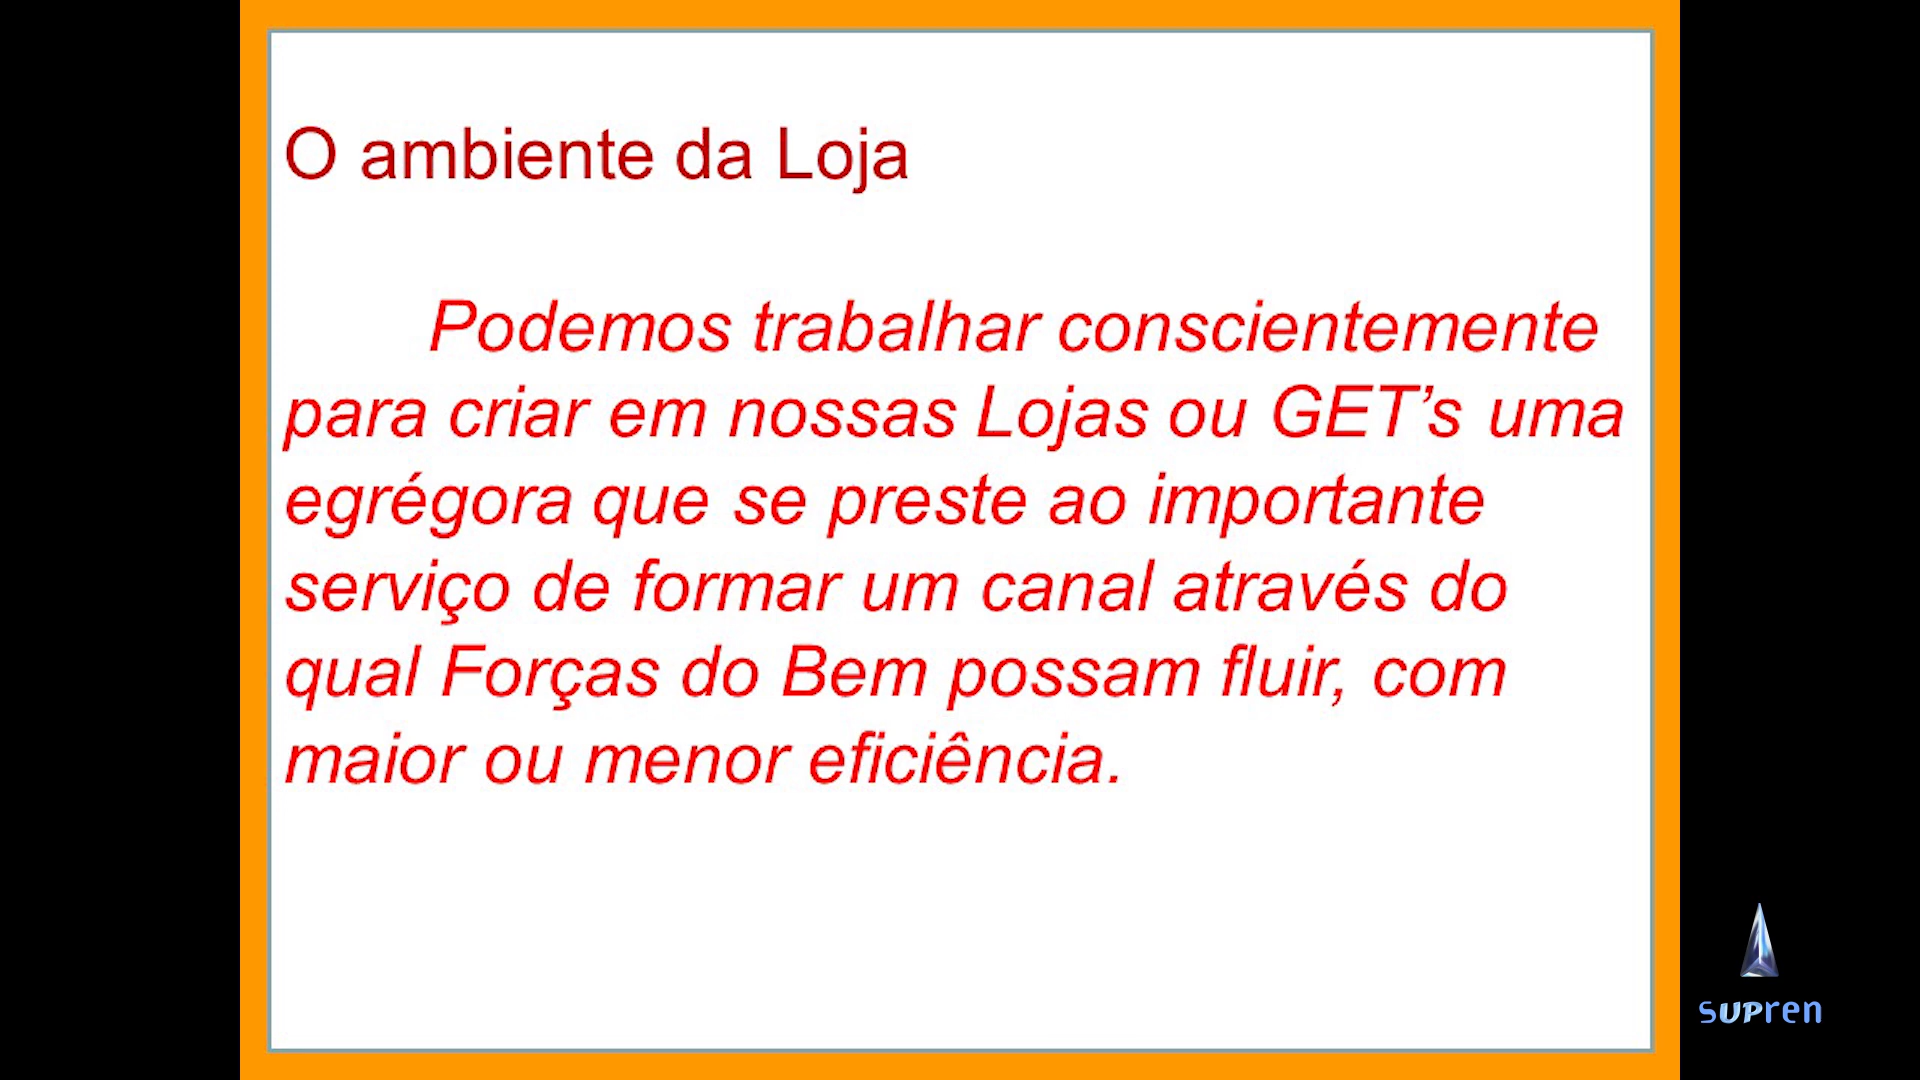 O ambiente da Loja
Podemos trabalhar conscientemente
para criar em nossas Lojas ou GET’s uma
egrégora que se preste ao importante
serviço de formar um canal através do
qual Forças do Bem possam fluir, com
maior ou menor eficiência.
supren